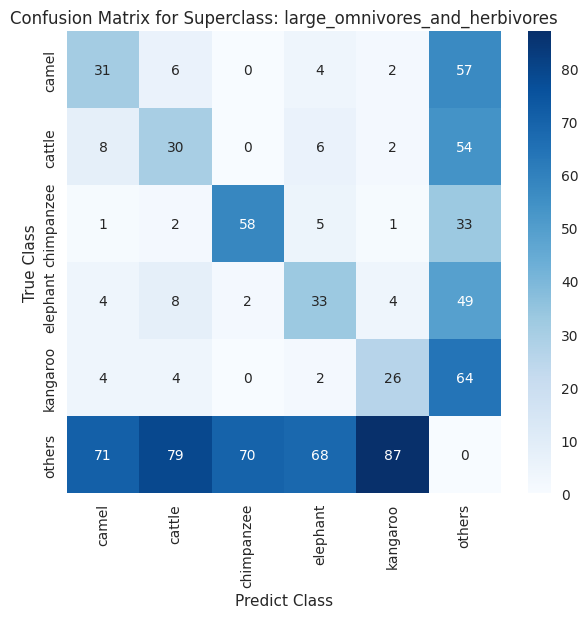 Confusion Matrix for Superclass: large_omnivores_and_herbivores
True Class
camel
31 6 0 4 2 57
cattle
8 30 0 6 2 54
chimpanzee
1 2 58 5 1 33
elephant
4 8 2 33 4 49
kangaroo
4 4 0 2 26 64
others
71 79 70 68 87 0
camel
cattle
chimpanzee
elephant
kangaroo
others
Predict Class
80
70
60
50
40
30
20
10
0